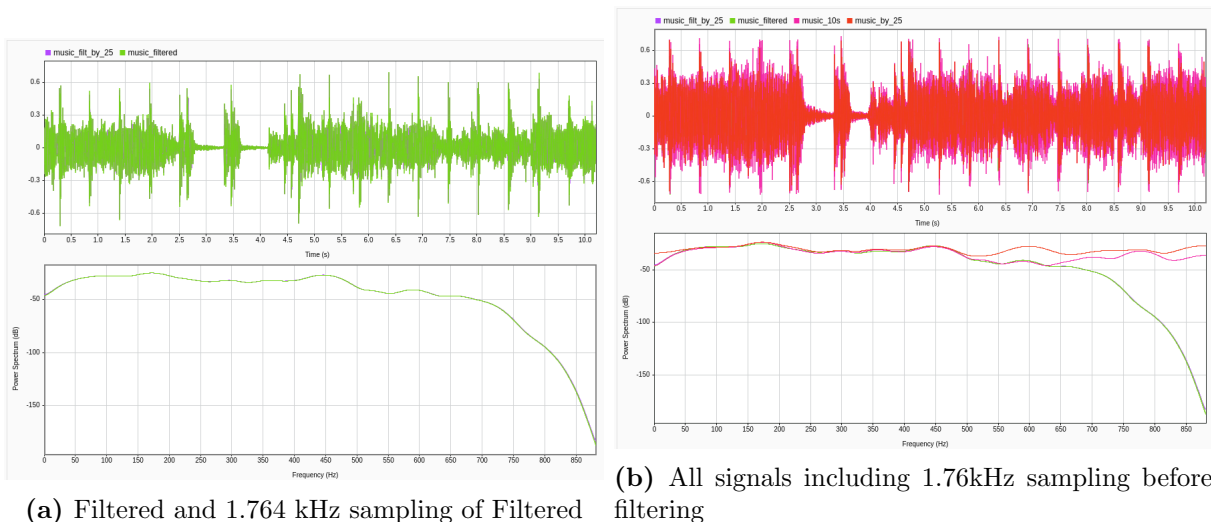 music_filt_by_25 music_filtered
0.6
0.3
0
-0.3
-0.6
0 0.5 1.0 1.5 2.0 2.5 3.0 3.5 4.0 4.5 5.0 5.5 6.0 6.5 7.0 7.5 8.0 8.5 9.0 9.5 10.0
Time (s)
-50
-100
-150
Power Spectrum (dB)
0 50 100 150 200 250 300 350 400 450 500 550 600 650 700 750 800 850
Frequency (Hz)
(a) Filtered and 1.764 kHz sampling of Filtered
music_filt_by_25 music_filtered music_10s music_by_25
0.6
0.3
0
-0.3
-0.6
0 0.5 1.0 1.5 2.0 2.5 3.0 3.5 4.0 4.5 5.0 5.5 6.0 6.5 7.0 7.5 8.0 8.5 9.0 9.5 10.0
Time (s)
-50
-100
-150
Power Spectrum (dB)
0 50 100 150 200 250 300 350 400 450 500 550 600 650 700 750 800 850
Frequency (Hz)
(b) All signals including 1.76kHz sampling before
filtering